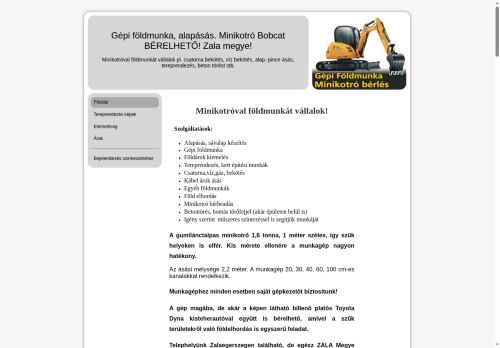 Gépi földmunka, alapásás. Minikotró Bobcat
BÉRELHETŐ! Zala megye!
Minikotróval földmunkát vállalok pl. csatorna bekötés, víz bekötés, alap.-pince ásás,
tereprendezés, beton törést stb.
Gépi Földmunka
Minikotró bérlés
Főoldal
Tereprendezés képek
Elérhetőség
Árak
Bejelentkezés szerkesztéshez
Minikotróval földmunkát vállalok!
Szolgáltatások:
Alapásás, sávalap készítés
Gépi földmunka
Földárok kiemelés
Tereprendezés, kert építési munkák
Csatorna,víz,gáz, bekötés
Kábel árok ásás
Egyéb földmunkák
Föld elhordás
Minikotró bérbeadás
Betontörés, bontás törőfejjel (akár épületen belül is)
Igény szerint műszeres szintezéssel is segítjük munkáját
A gumilánctalpas minikotró 1,6 tonna, 1 méter széles, így szűk
helyeken is elfér. Kis mérete ellenére a munkagép nagyon
hatékony.
Az ásási mélysége 2,2 méter. A munkagép 20, 30, 40, 60, 100 cm-es
kanalakkal rendelkezik.
Munkagéphez minden esetben saját gépkezelőt biztosítunk!
A gép magába, de akár a képen látható billenő platós Toyota
Dyna kisteherautóval együtt is bérelhető, amivel a szűk
területekről való földelhordás is egyszerű feladat.
Telephelyünk Zalaegerszegen található, de egész ZALA Megye